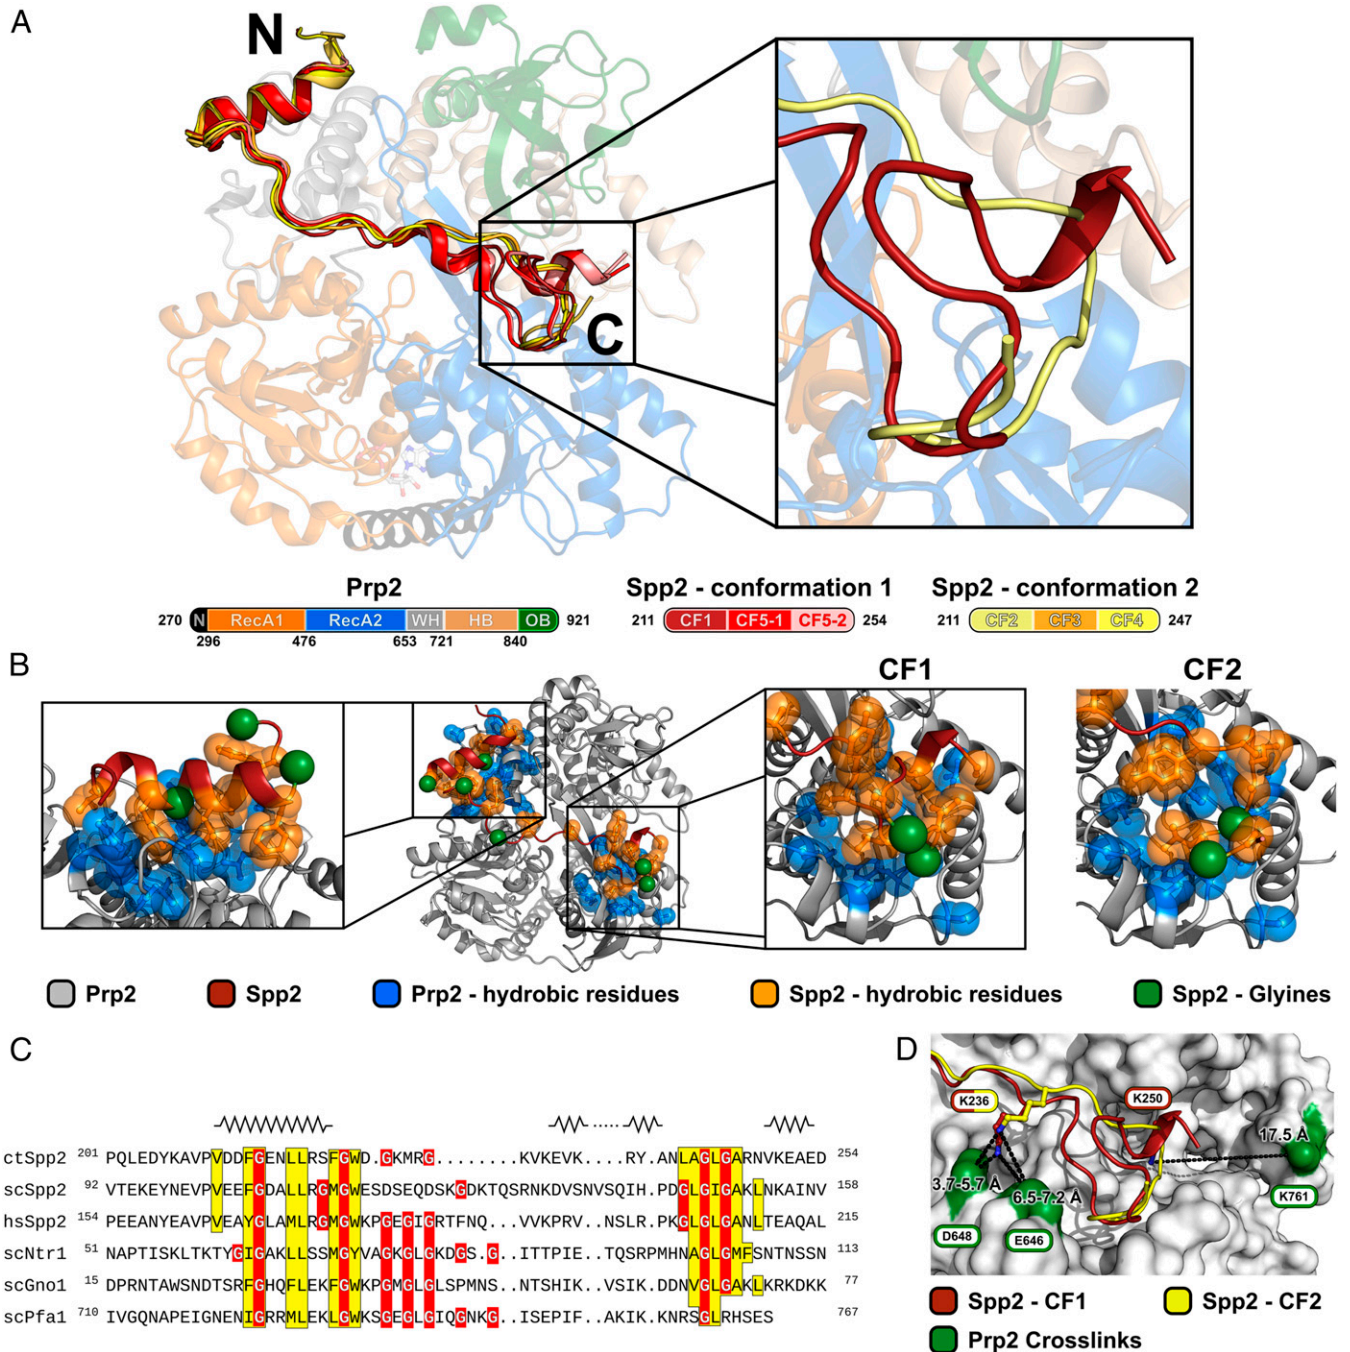 A
N
C
Prp2
270 N RecA1 RecA2 WH HB OB 921
296 476 653 721 840
Spp2 - conformation 1
211 CF1 CF5-1 CF5-2 254
Spp2 - conformation 2
211 CF2 CF3 CF4 247
B
CF1
CF2
Prp2
Spp2
Prp2 - hydrobic residues
Spp2 - hydrobic residues
Spp2 - Glyines
C
ctSpp2 201 PQLEDYKAVPVDDFGENLLRSFGWD.GKMRG........KVKEVK....RY.ANLAGLGARNVKEAED 254
scSpp2 92 VTEKEYNEVPVEEFGDALLRGMGWESDSEQDSKGDKTQSRNKDVSNVSQIH.PDGLGIGAKLNKAINV 158
hsSpp2 154 PEEANYEAVPVEAYGLAMLRGMGWKPGEGIGRTFNQ...VVKPRV...NSLR.PKGLGLGANLTEAQAL 215
scNtr1 51 NAPTISKLTKTYGIGAKLLSSMGYVAGKGLGKDGS.G...ITTPIE...TQSRPMHNAGLGMFSNTNSSN 113
scGno1 15 DPRNTAWSNDTSRFGHQFLEKFGWKPGMGLGLSPMNS..NTSHIK..VSIK.DDNVGLGAKLKRKDKK 77
scPfa1 710 IVGQNAPEIGNENIGRRMLEKLGWKSGEGLGIQGNKG...ISEPIF..AKIK.KNRSGLRHSES 767
D
K236
K250
17.5 Å
3.7-5.7 Å
6.5-7.2 Å
K761
D648
E646
Spp2 - CF1
Spp2 - CF2
Prp2 Crosslinks